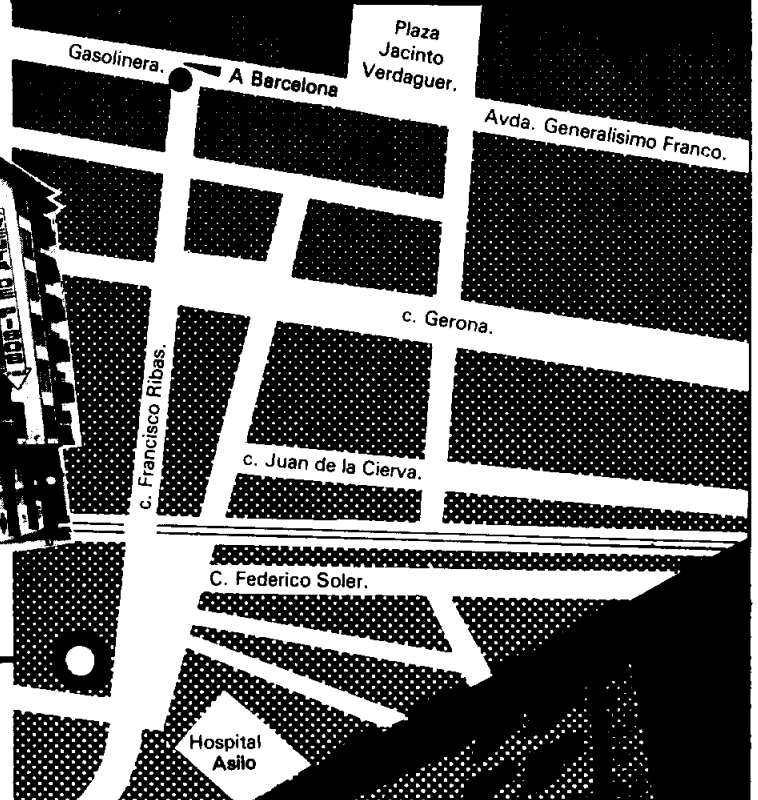 Plaza
Jacinto
Verdaguer.
Gasolinera.
A Barcelona
Avda. Generalisimo Franco.
c. Gerona.
c. Francisco Ribas.
c. Juan de la Cierva.
C. Federico Soler.
Hospital
Asilo